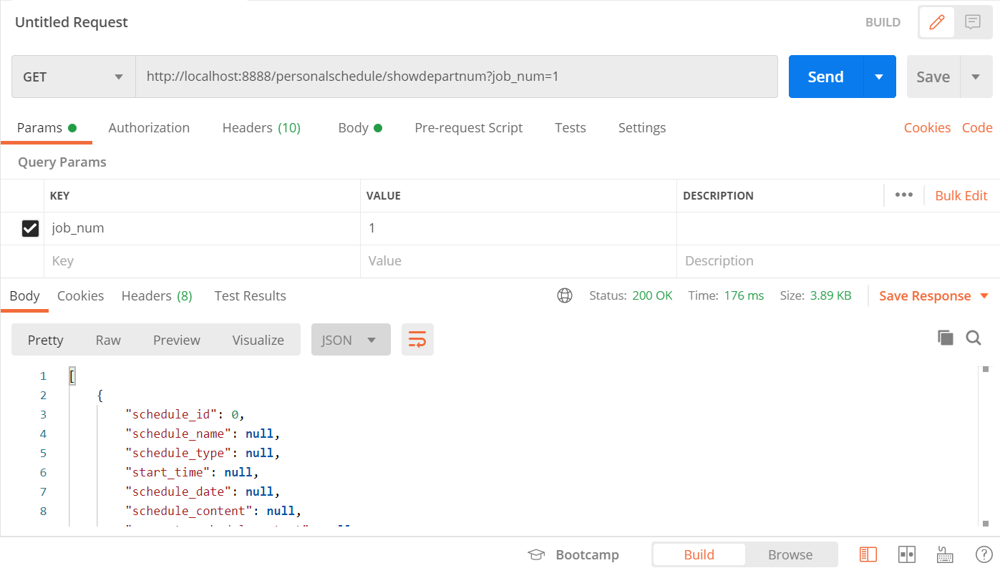 Untitled Request
BUILD
GET
http://localhost:8888/personalschedule/showdepartnum?job_num=1
Send
Save
Params
Authorization
Headers (10)
Body
Pre-request Script
Tests
Settings
Cookies
Code
Query Params
KEY
VALUE
DESCRIPTION
Bulk Edit
job_num
1
Key
Value
Description
Body
Cookies
Headers (8)
Test Results
Status: 200 OK
Time: 176 ms
Size: 3.89 KB
Save Response
Pretty
Raw
Preview
Visualize
JSON
1 [
2 {
3 "schedule_id": 0,
4 "schedule_name": null,
5 "schedule_type": null,
6 "start_time": null,
7 "schedule_date": null,
8 "schedule_content": null,
Bootcamp
Build
Browse